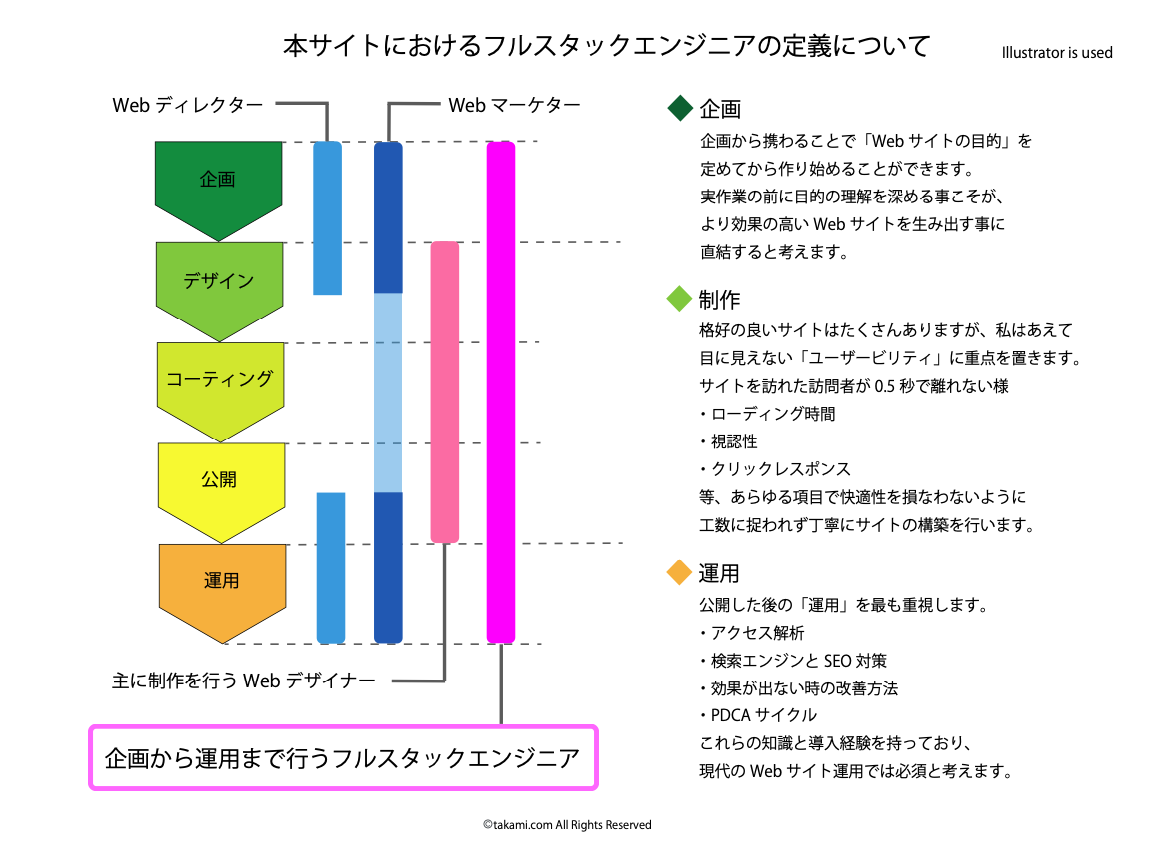 本サイトにおけるフルスタックエンジニアの定義について
Illustrator is used
Web ディレクター
Web マーケター
企画
デザイン
コーティング
公開
運用
主に制作を行う Web デザイナー
企画から運用まで行うフルスタックエンジニア
企画
企画から携わることで「Web サイトの目的」を
定めてから作り始めることができます。
実作業の前に目的の理解を深める事こそが、
より効果の高い Web サイトを生み出す事に
直結すると考えます。
制作
格好の良いサイトはたくさんありますが、私はあえて
目に見えない「ユーザービリティ」に重点を置きます。
サイトを訪れた訪問者が 0.5 秒で離れない様
・ローディング時間
・視認性
・クリックレスポンス
等、あらゆる項目で快適性を損なわないように
工数に捉われず丁寧にサイトの構築を行います。
運用
公開した後の「運用」を最も重視します。
・アクセス解析
・検索エンジンと SEO 対策
・効果が出ない時の改善方法
・PDCA サイクル
これらの知識と導入経験を持っており、
現代の Web サイト運用では必須と考えます。
©takami.com All Rights Reserved